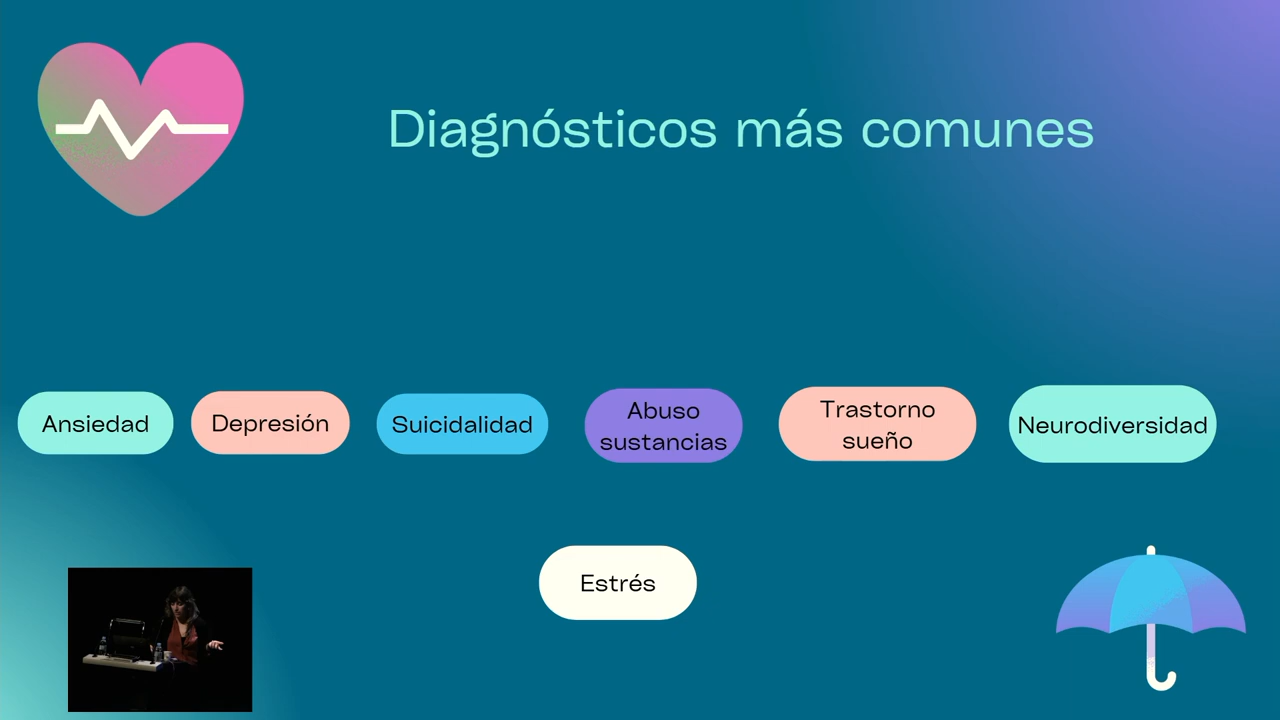 Diagnósticos más comunes
Ansiedad
Depresión
Suicidalidad
Abuso
sustancias
Trastorno
sueño
Neurodiversidad
Estrés